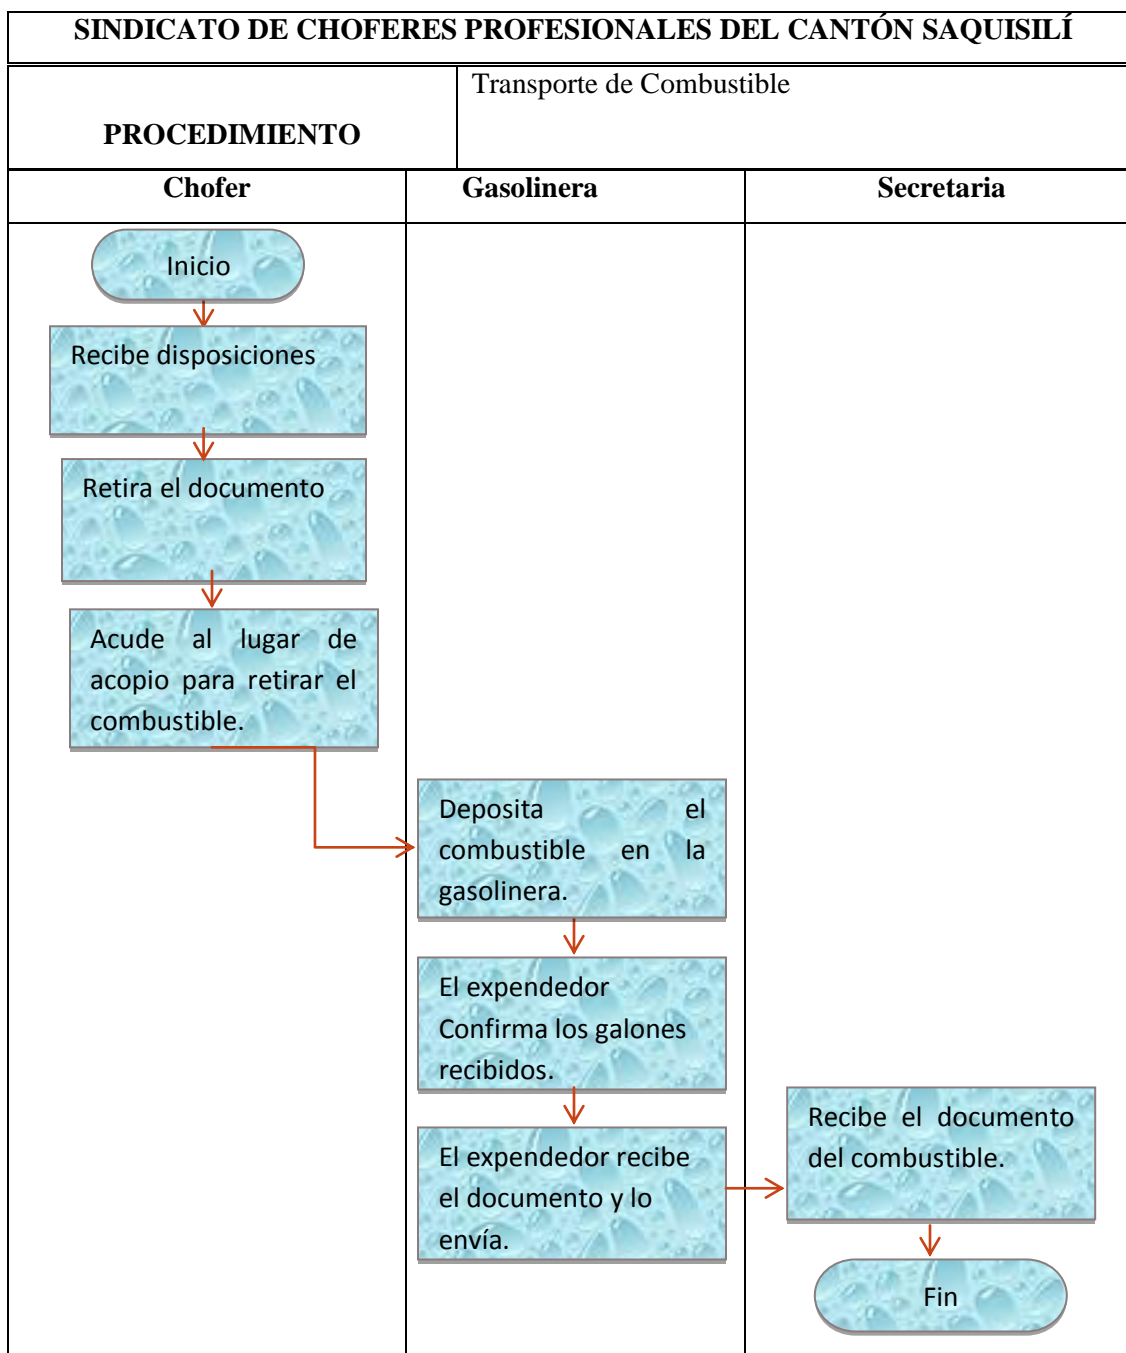 SINDICATO DE CHOFERES PROFESIONALES DEL CANTÓN SAQUISILÍ
PROCEDIMIENTO
Transporte de Combustible
Chofer
Gasolinera
Secretaria
Inicio
Recibe disposiciones
Retira el documento
Acude al lugar de
acopio para retirar el
combustible.
Deposita el
combustible en la
gasolinera.
El expendedor
Confirma los galones
recibidos.
El expendedor recibe
el documento y lo
envía.
Recibe el documento
del combustible.
Fin